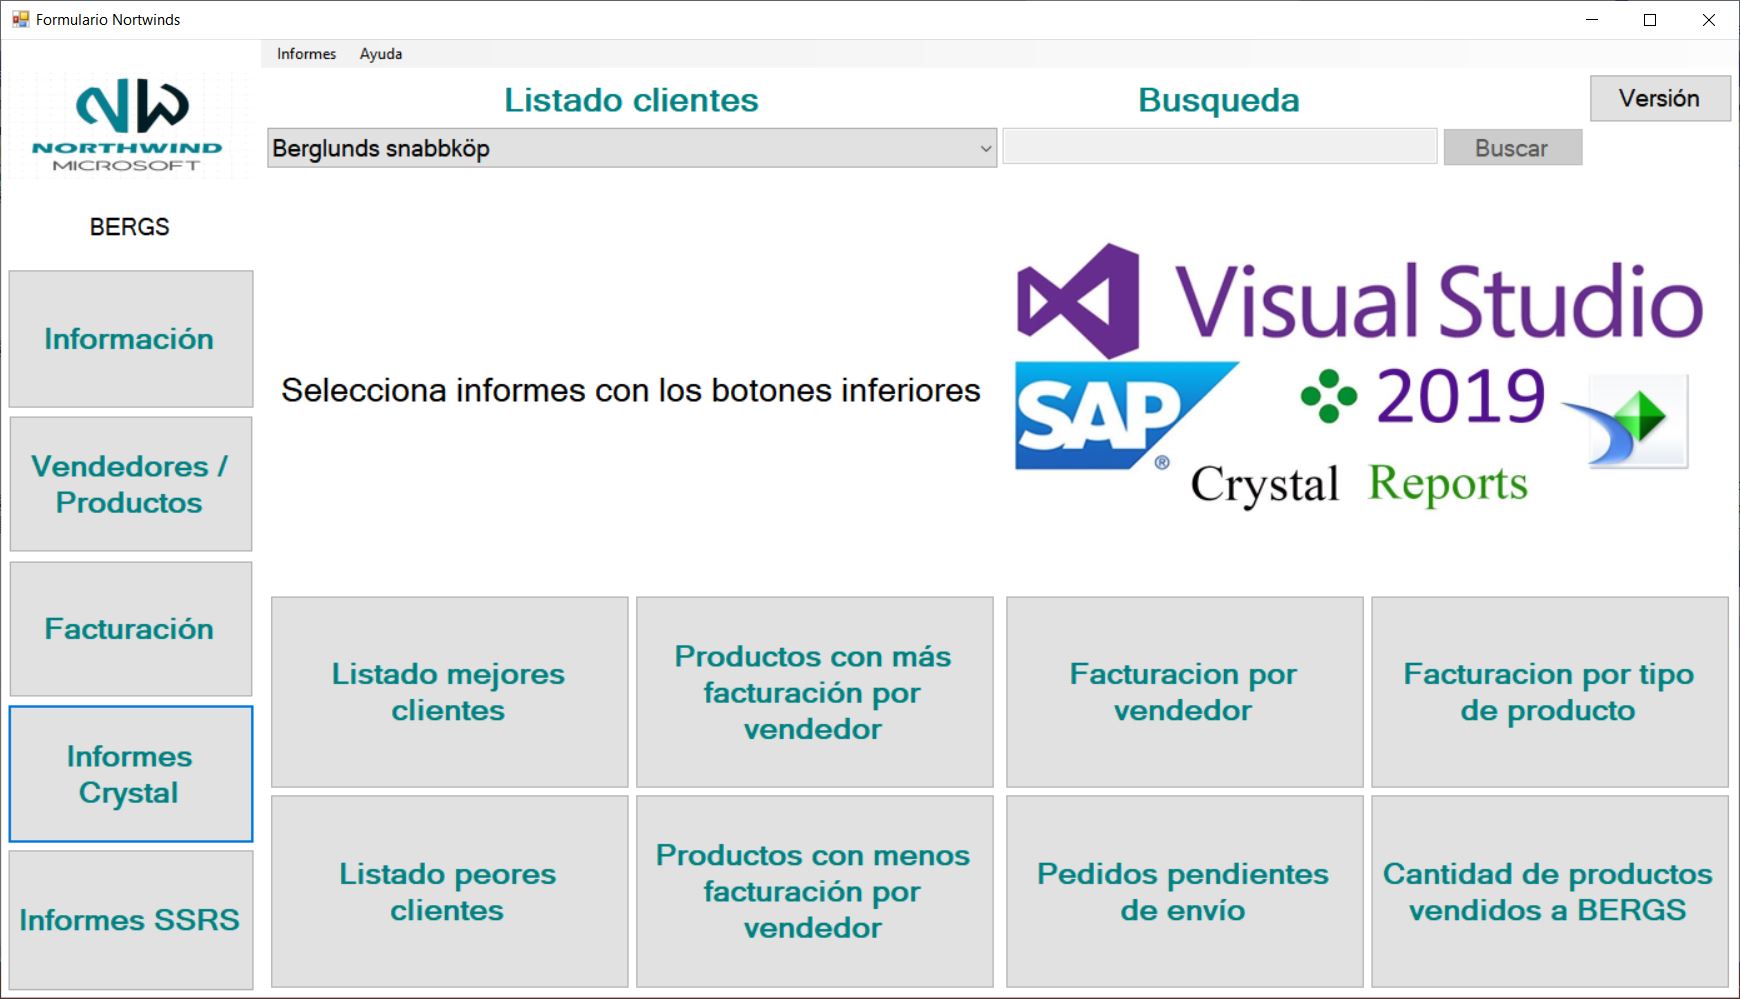 Formulario Nortwinds
Informes Ayuda
NW
NORTHWIND
MICROSOFT
Listado clientes
Busqueda
Versión
Berglunds snabbköp
Buscar
BERGS
Información
Vendedores /
Productos
Facturación
Informes
Crystal
Informes SSRS
Selecciona informes con los botones inferiores
Visual Studio
2019
SAP®
Crystal Reports
Listado mejores
clientes
Productos con más
facturación por
vendedor
Facturacion por
vendedor
Facturacion por tipo
de producto
Listado peores
clientes
Productos con menos
facturación por
vendedor
Pedidos pendientes
de envío
Cantidad de productos
vendidos a BERGS